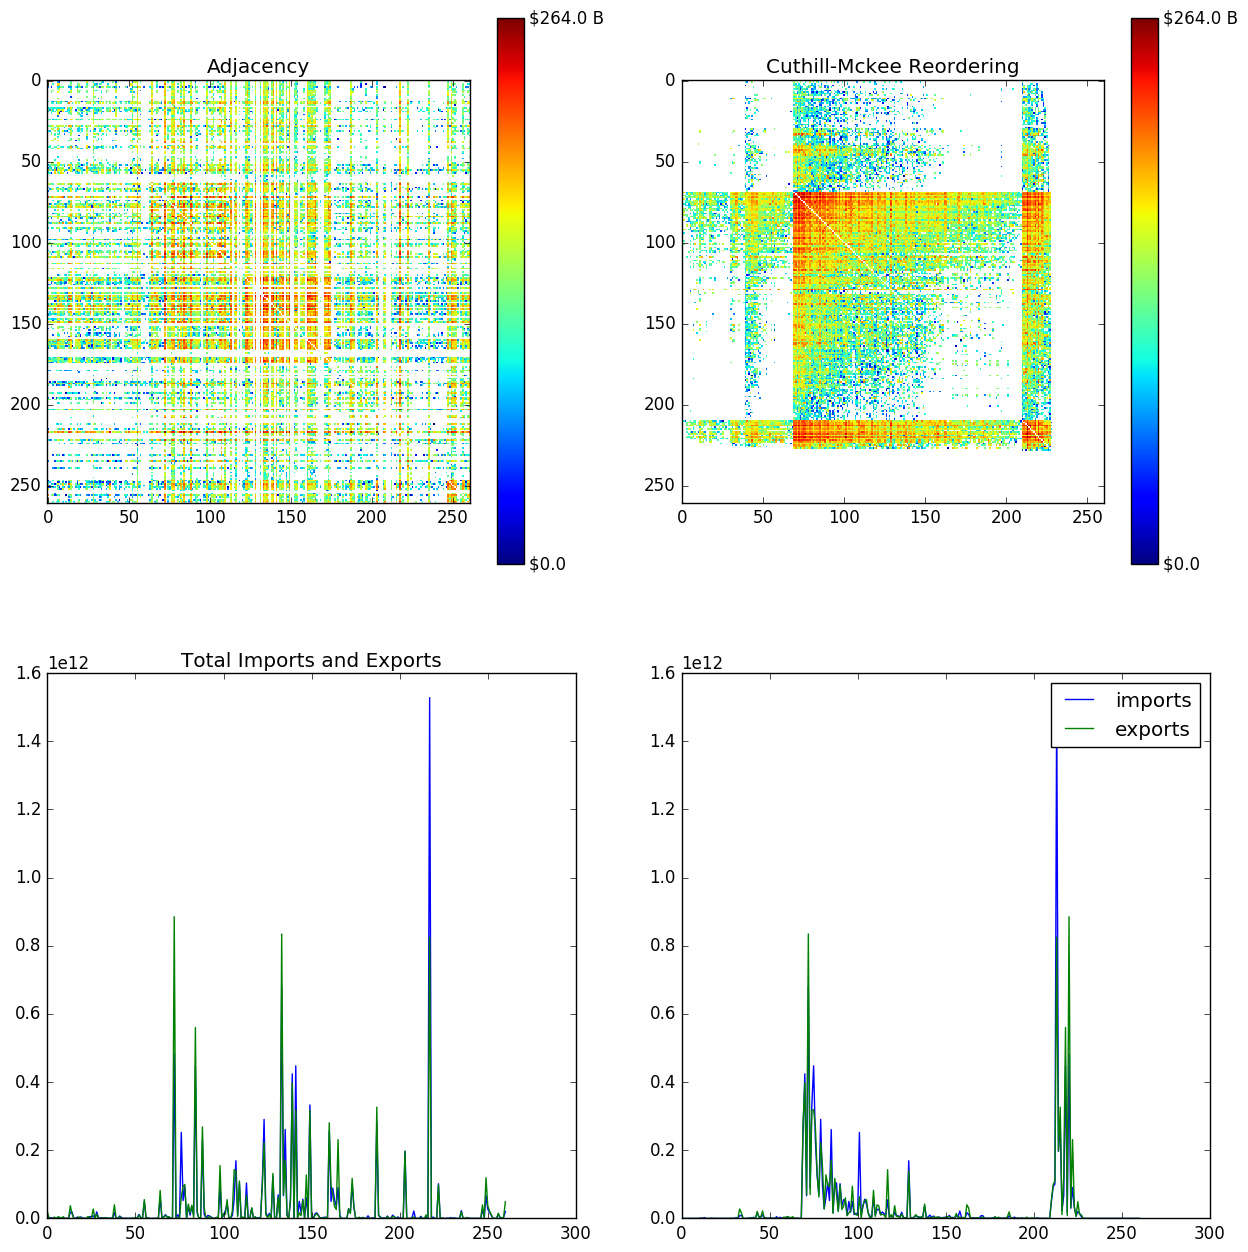 Adjacency
0
50
100
150
200
250
0 50 100 150 200 250
$264.0 B
$0.0
Cuthill-Mckee Reordering
0
50
100
150
200
250
0 50 100 150 200 250
$264.0 B
$0.0
Total Imports and Exports
1e12
1.6
1.4
1.2
1.0
0.8
0.6
0.4
0.2
0.0
0 50 100 150 200 250 300
1e12
1.6
1.4
1.2
1.0
0.8
0.6
0.4
0.2
0.0
0 50 100 150 200 250 300
imports
exports